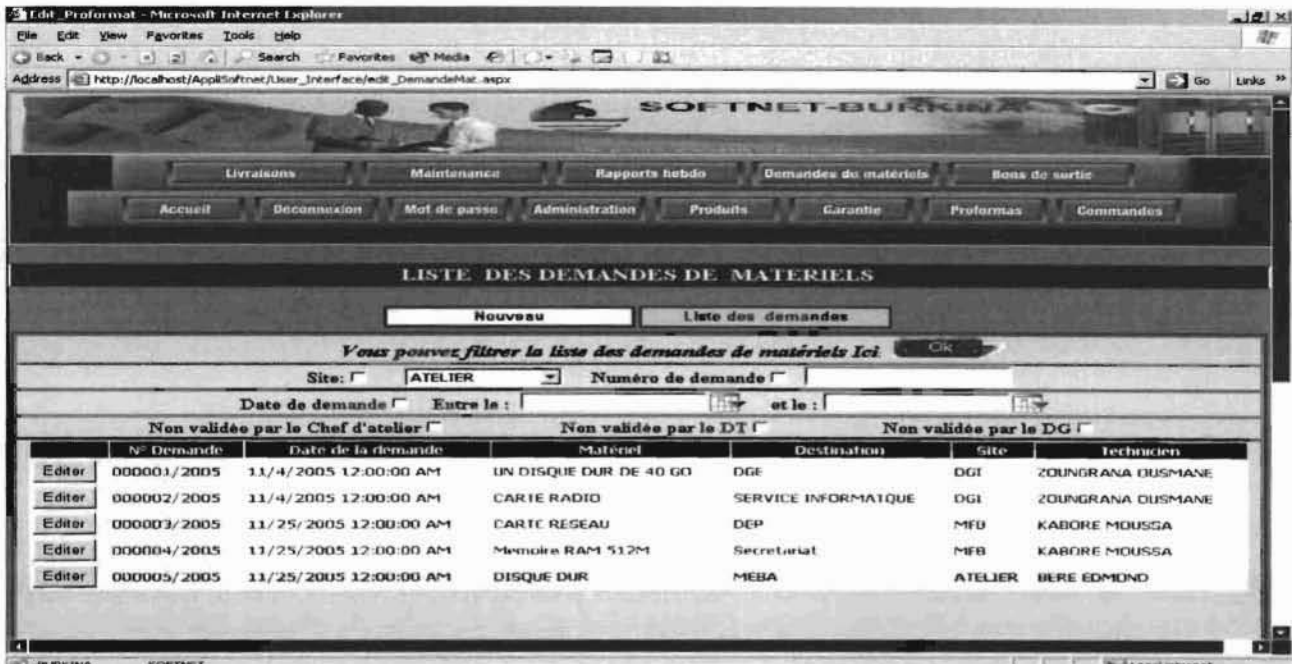 Edit_Proformat - Microsoft Internet Explorer
File Edit View Favorites Tools Help
Back Search Favorites Media
Address http://localhost/AppliSoftnet/User_Interface/edit_DemandeMat.aspx Go Links »
SOFTNET-BURKINA
Livraisons Maintenance Rapports hebdo Demandes de matériels Bons de sortie
Accueil Déconnexion Mot de passe Administration Produits Garantie Proformas Commandes
LISTE DES DEMANDES DE MATERIELS
Nouveau Liste des demandes
Vous pouvez filtrer la liste des demandes de matériels Ici Ok
Site: ATELIER Numéro de demande
Date de demande Entre le : et le :
Non validée par le Chef d'atelier Non validée par le DT Non validée par le DG
N° Demande Date de la demande Matériel Destination Site Technicien
Editer 000001/2005 11/4/2005 12:00:00 AM UN DISQUE DUR DE 40 GO DGE DGI ZOUNGRANA OUSMANE
Editer 000002/2005 11/4/2005 12:00:00 AM CARTE RADIO SERVICE INFORMATQUE DGI ZOUNGRANA OUSMANE
Editer 000003/2005 11/25/2005 12:00:00 AM CARTE RESEAU DEP MFB KABORE MOUSSA
Editer 000004/2005 11/25/2005 12:00:00 AM Memoire RAM 512M Secretariat MFB KABORE MOUSSA
Editer 000005/2005 11/25/2005 12:00:00 AM DISQUE DUR MEBA ATELIER BERE EDMOND
BURKINA SOFTNET